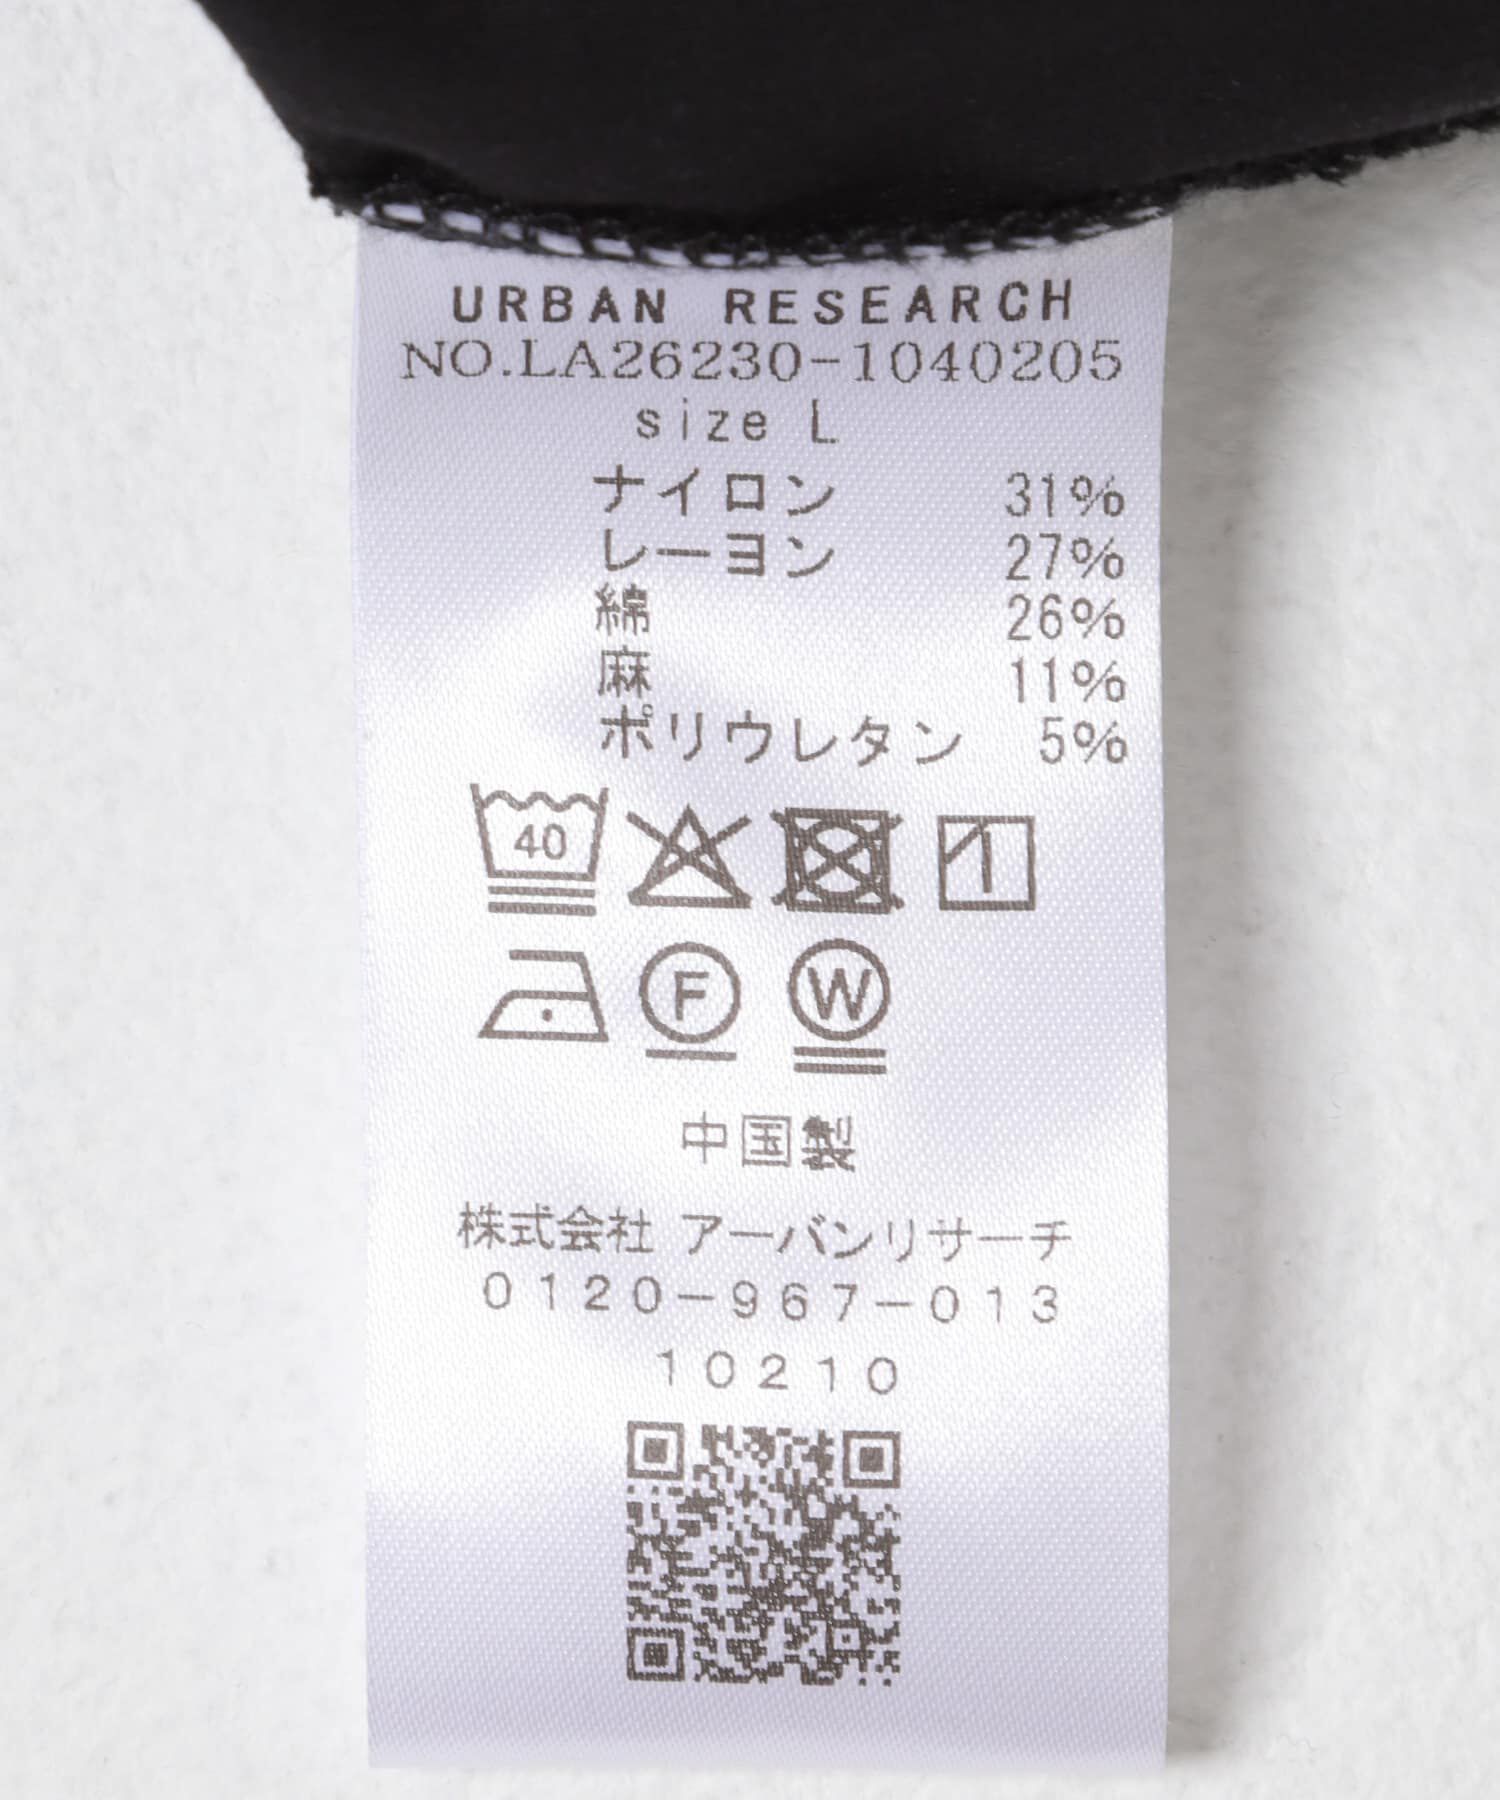 URBAN RESEARCH
NO.LA26230-1040205
size L
ナイロン 31%
レーヨン 27%
綿 26%
麻 11%
ポリウレタン 5%
40
F W
中国製
株式会社 アーバンリサーチ
0120-967-013
10210